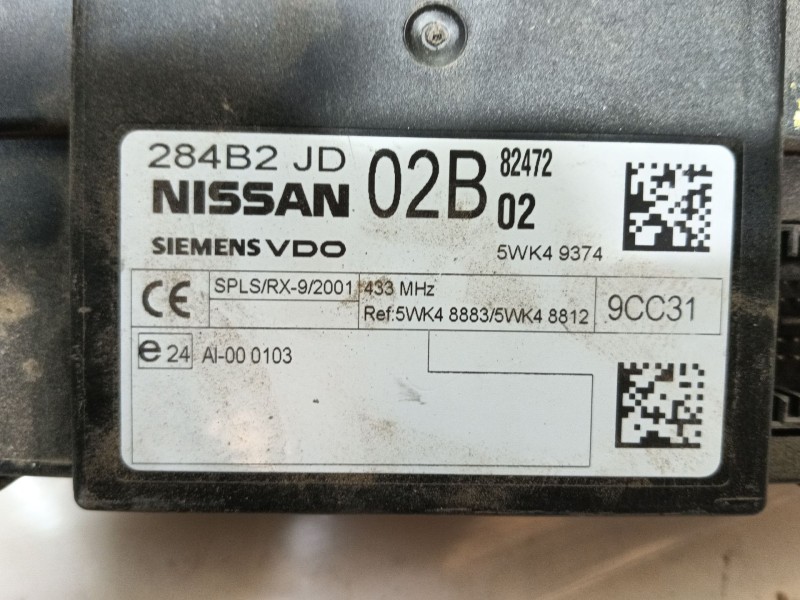 284B2 JD 02B 82472
NISSAN 02
SIEMENS VDO 5WK4 9374
CE SPLS/RX-9/2001 433 MHz
Ref:5WK4 8883/5WK4 8812 9CC31
e 24 AI-00 0103